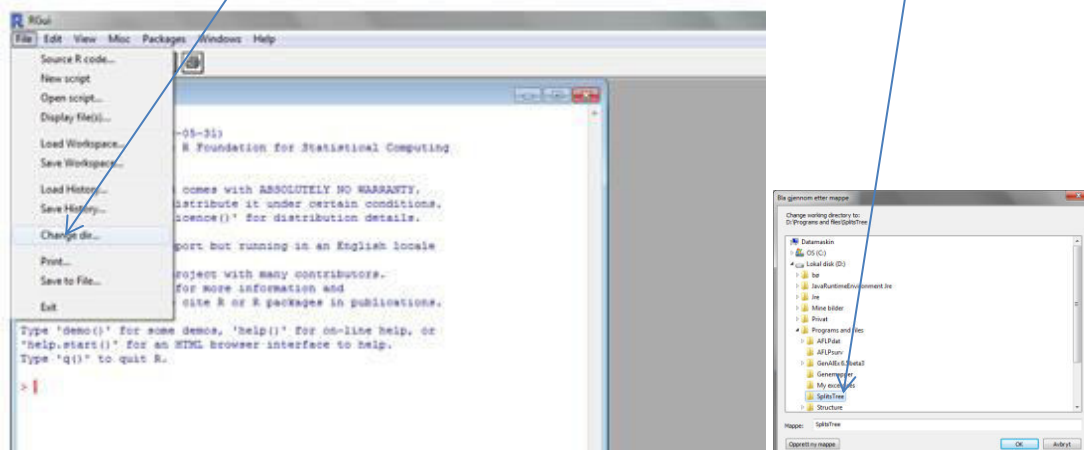 RGui
File Edit View Misc Packages Windows Help
Source R code...
New script
Open script...
Display file(s)...
Load Workspace...
Save Workspace...
Load History...
Save History...
Change dir...
Print...
Save to File...
Exit
-05-31)
R Foundation for Statistical Computing
comes with ABSOLUTELY NO WARRANTY.
istribute it under certain conditions.
icence()' for distribution details.
port but running in an English locale
roject with many contributors.
for more information and
cite R or R packages in publications.
Type 'demo()' for some demos, 'help()' for on-line help, or
'help.start()' for an HTML browser interface to help.
Type 'q()' to quit R.
>
Bla gjennom etter mappe
Change working directory to:
D:\Programs and files\SplitsTree
Datamaskin
OS (C:)
Lokal disk (D:)
JavaRuntimeEnvironment Jre
Jre
Mine bilder
Privat
Programs and files
AFLPdat
AFLPsurv
GenAlEx 6.5beta3
Genemapper
SplitsTree
Structure
Mappe: SplitsTree
Opprett ny mappe OK Avbryt